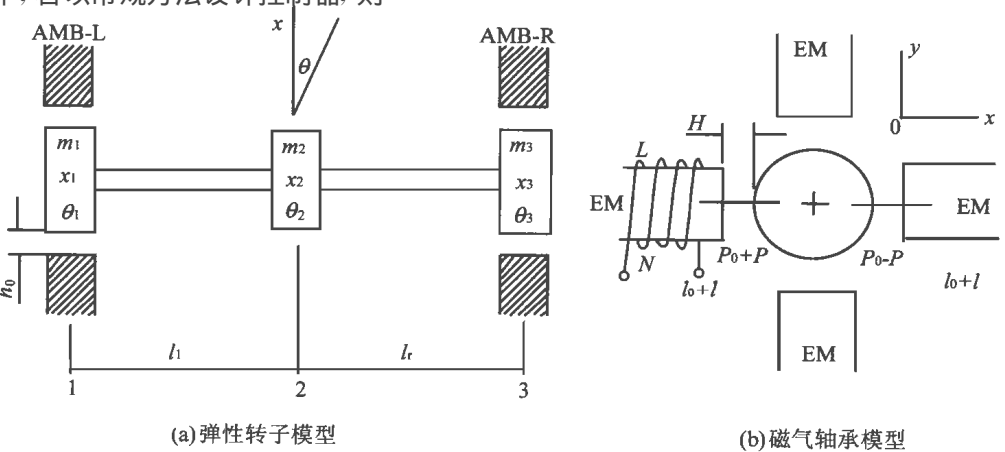 x
AMB-L
AMB-R
θ
m1
x1
θ1
m2
x2
θ2
m3
x3
θ3
h0
l1
lr
1
2
3
(a)弹性转子模型
EM
y
x
0
H
L
EM
N
P0+P
l0+l
P0-P
EM
l0+l
EM
(b)磁气轴承模型